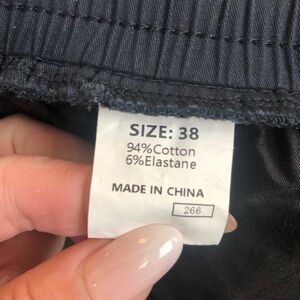 SIZE: 38
94%Cotton
6%Elastane
MADE IN CHINA
266